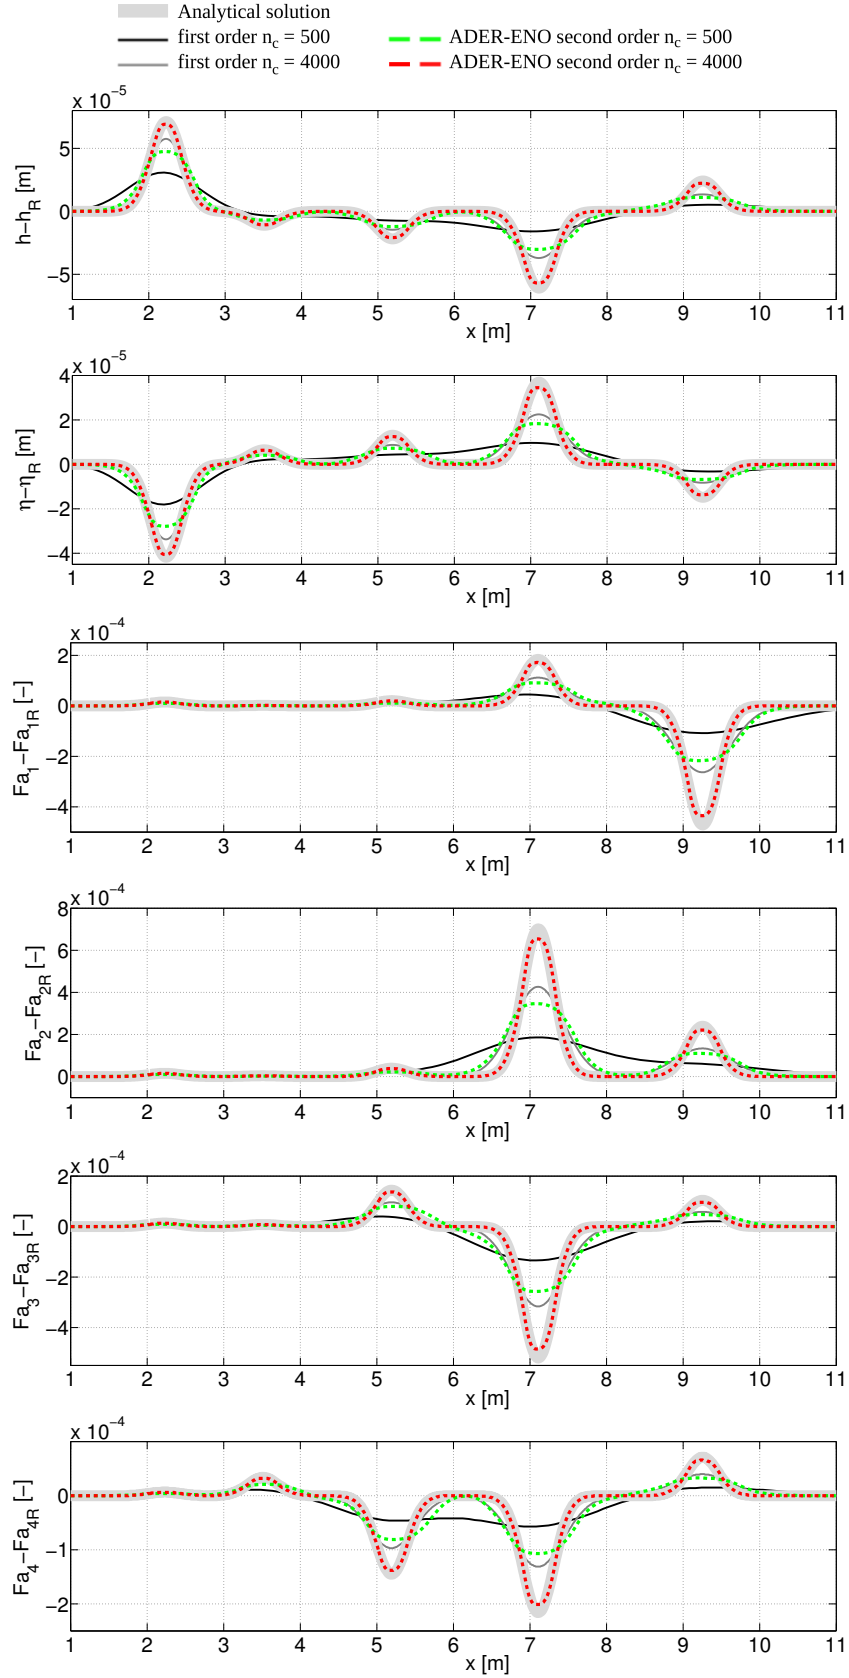 Analytical solution
first order n_c = 500
ADER-ENO second order n_c = 500
first order n_c = 4000
ADER-ENO second order n_c = 4000
x 10^−5
h−h_R [m]
5
0
−5
1 2 3 4 5 6 7 8 9 10 11
x [m]
x 10^−5
η−η_R [m]
4
2
0
−2
−4
1 2 3 4 5 6 7 8 9 10 11
x [m]
x 10^−4
Fa_1−Fa_1R [−]
2
0
−2
−4
1 2 3 4 5 6 7 8 9 10 11
x [m]
x 10^−4
Fa_2−Fa_2R [−]
8
6
4
2
0
1 2 3 4 5 6 7 8 9 10 11
x [m]
x 10^−4
Fa_3−Fa_3R [−]
2
0
−2
−4
1 2 3 4 5 6 7 8 9 10 11
x [m]
x 10^−4
Fa_4−Fa_4R [−]
0
−1
−2
1 2 3 4 5 6 7 8 9 10 11
x [m]